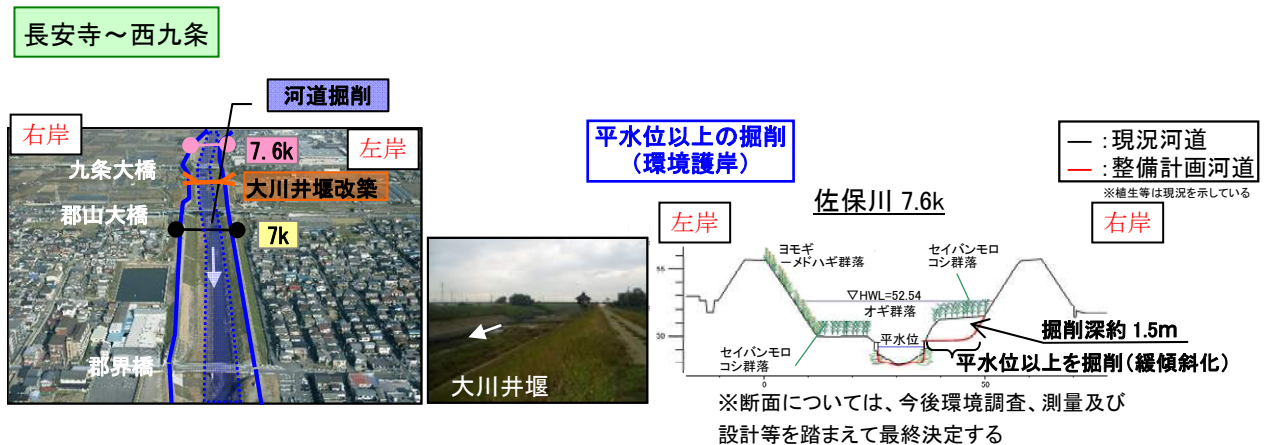 長安寺～西九条
河道掘削
右岸
左岸
7.6k
九条大橋
大川井堰改築
郡山大橋
7k
郡界橋
大川井堰
平水位以上の掘削
(環境護岸)
― : 現況河道
― : 整備計画河道
※植生等は現況を示している
佐保川 7.6k
左岸
右岸
ヨモギ
ーメドハギ群落
セイバンモロ
コシ群落
▽HWL=52.54
オギ群落
平水位
セイバンモロ
コシ群落
掘削深約 1.5m
平水位以上を掘削(緩傾斜化)
55
50
0
50
※断面については、今後環境調査、測量及び
設計等を踏まえて最終決定する